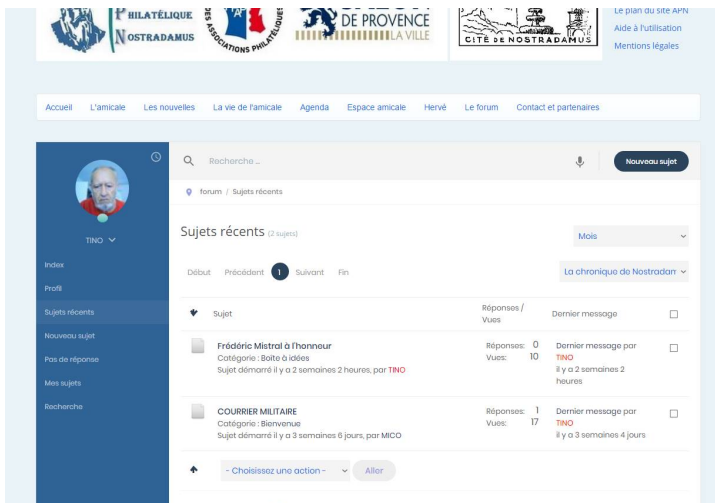 PHILATÉLIQUE
NOSTRADAMUS
DES ASSOCIATIONS PHILATÉLIQUES
SALON
DE PROVENCE
LA VILLE
CITÉ DE NOSTRADAMUS
Le plan du site APN
Aide à l'utilisation
Mentions légales
Accueil L'amicale Les nouvelles La vie de l'amicale Agenda Espace amicale Hervé Le forum Contact et partenaires
Recherche ...
Nouveau sujet
forum / Sujets récents
TINO
Index
Profil
Sujets récents
Nouveau sujet
Pas de réponse
Mes sujets
Recherche
Sujets récents (2 sujets)
Mois
Début Précédent 1 Suivant Fin
La chronique de Nostradam
Sujet
Réponses / Vues
Dernier message
Frédéric Mistral à l'honneur
Catégorie : Boite à idées
Sujet démarré il y a 2 semaines 2 heures, par TINO
Réponses: 0
Vues: 10
Dernier message par
TINO
il y a 2 semaines 2
heures
COURRIER MILITAIRE
Catégorie : Bienvenue
Sujet démarré il y a 3 semaines 6 jours, par MICO
Réponses: 1
Vues: 17
Dernier message par
TINO
il y a 3 semaines 4 jours
- Choisissez une action -
Aller